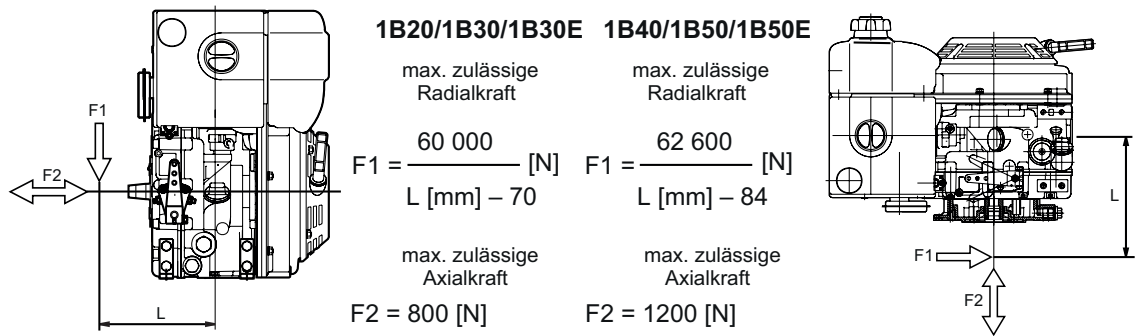 1B20/1B30/1B30E 1B40/1B50/1B50E
max. zulässige
Radialkraft
max. zulässige
Radialkraft
F1 = 60 000 / L [mm] – 70 [N]
F1 = 62 600 / L [mm] – 84 [N]
max. zulässige
Axialkraft
max. zulässige
Axialkraft
F2 = 800 [N]
F2 = 1200 [N]
F1
F2
L
L
F1
F2